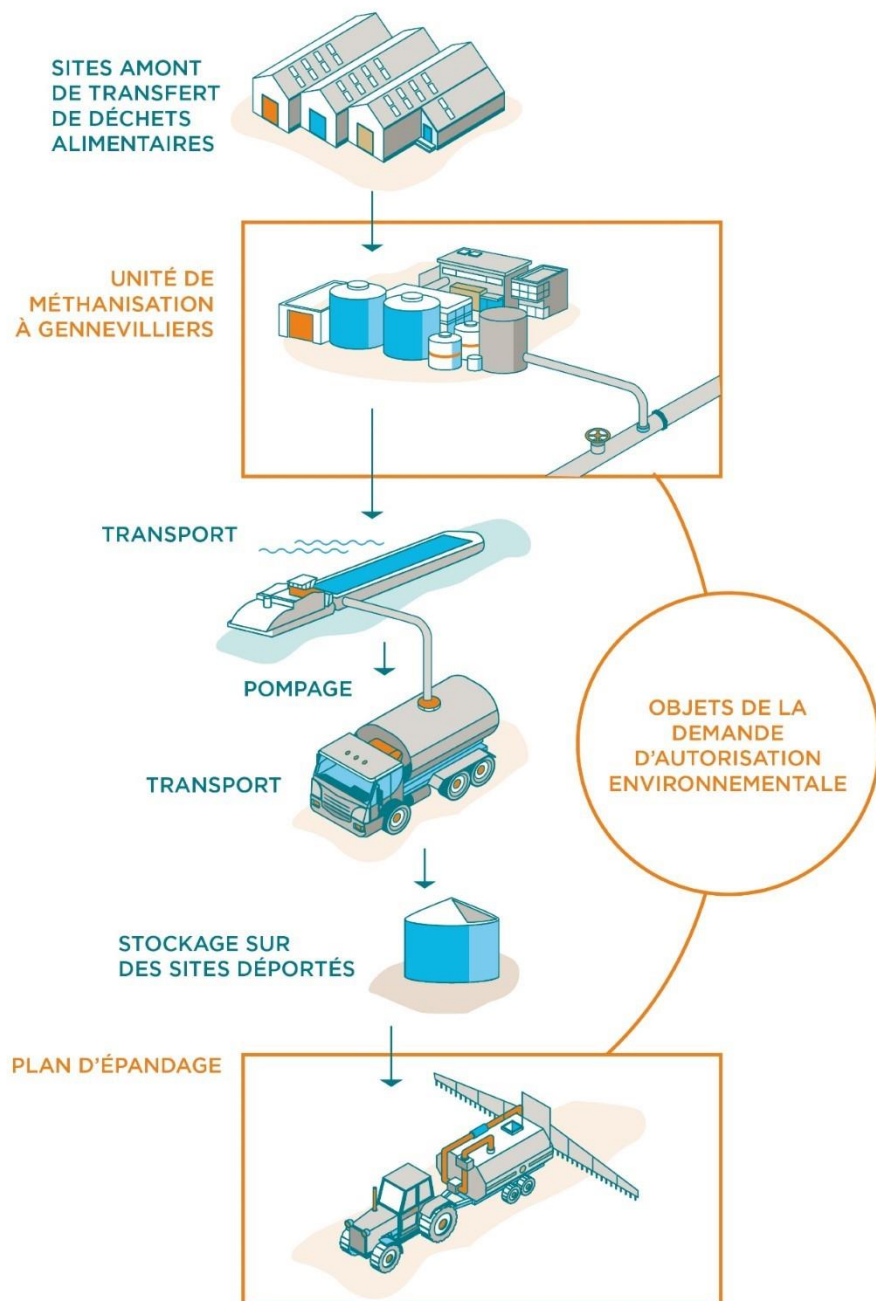 SITES AMONT
DE TRANSFERT
DE DÉCHETS
ALIMENTAIRES
UNITÉ DE
MÉTHANISATION
À GENNEVILLIERS
TRANSPORT
POMPAGE
TRANSPORT
OBJETS DE LA
DEMANDE
D'AUTORISATION
ENVIRONNEMENTALE
STOCKAGE SUR
DES SITES DÉPORTÉS
PLAN D'ÉPANDAGE